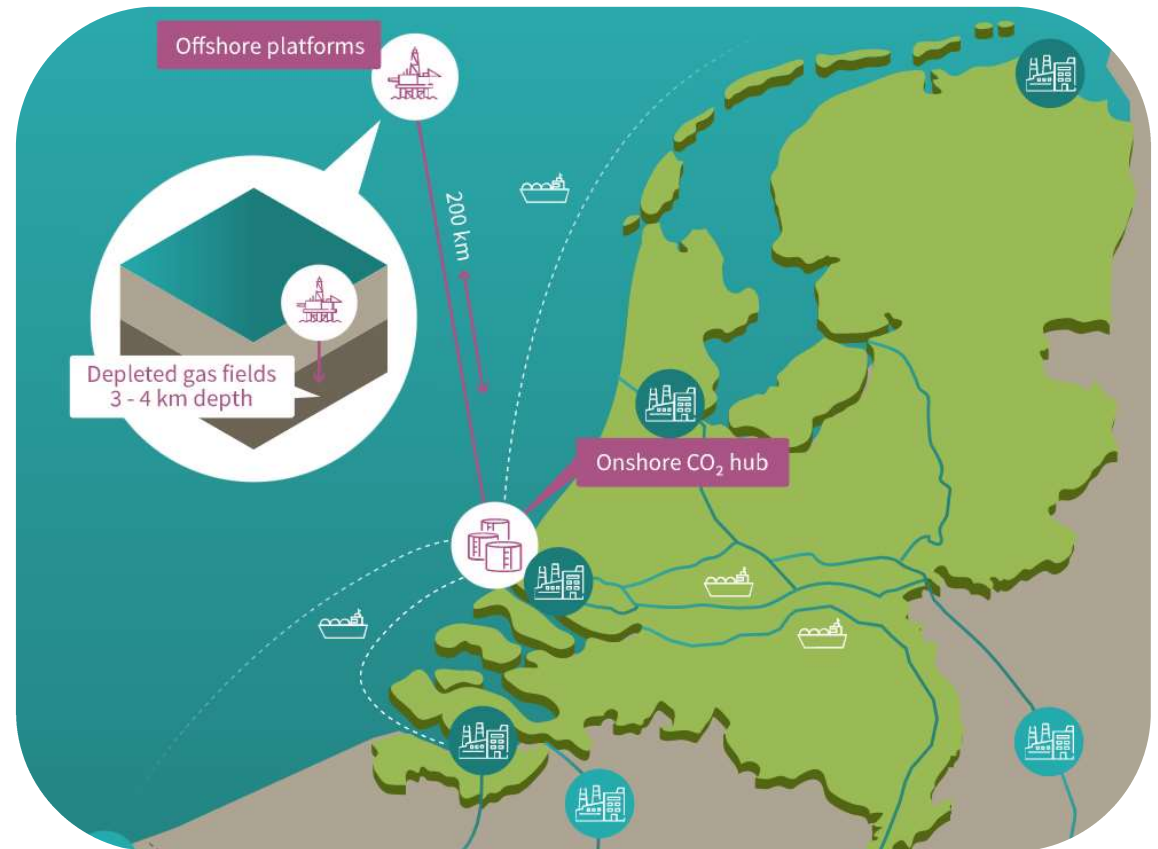 Offshore platforms
200 km
Depleted gas fields
3 - 4 km depth
Onshore CO₂ hub